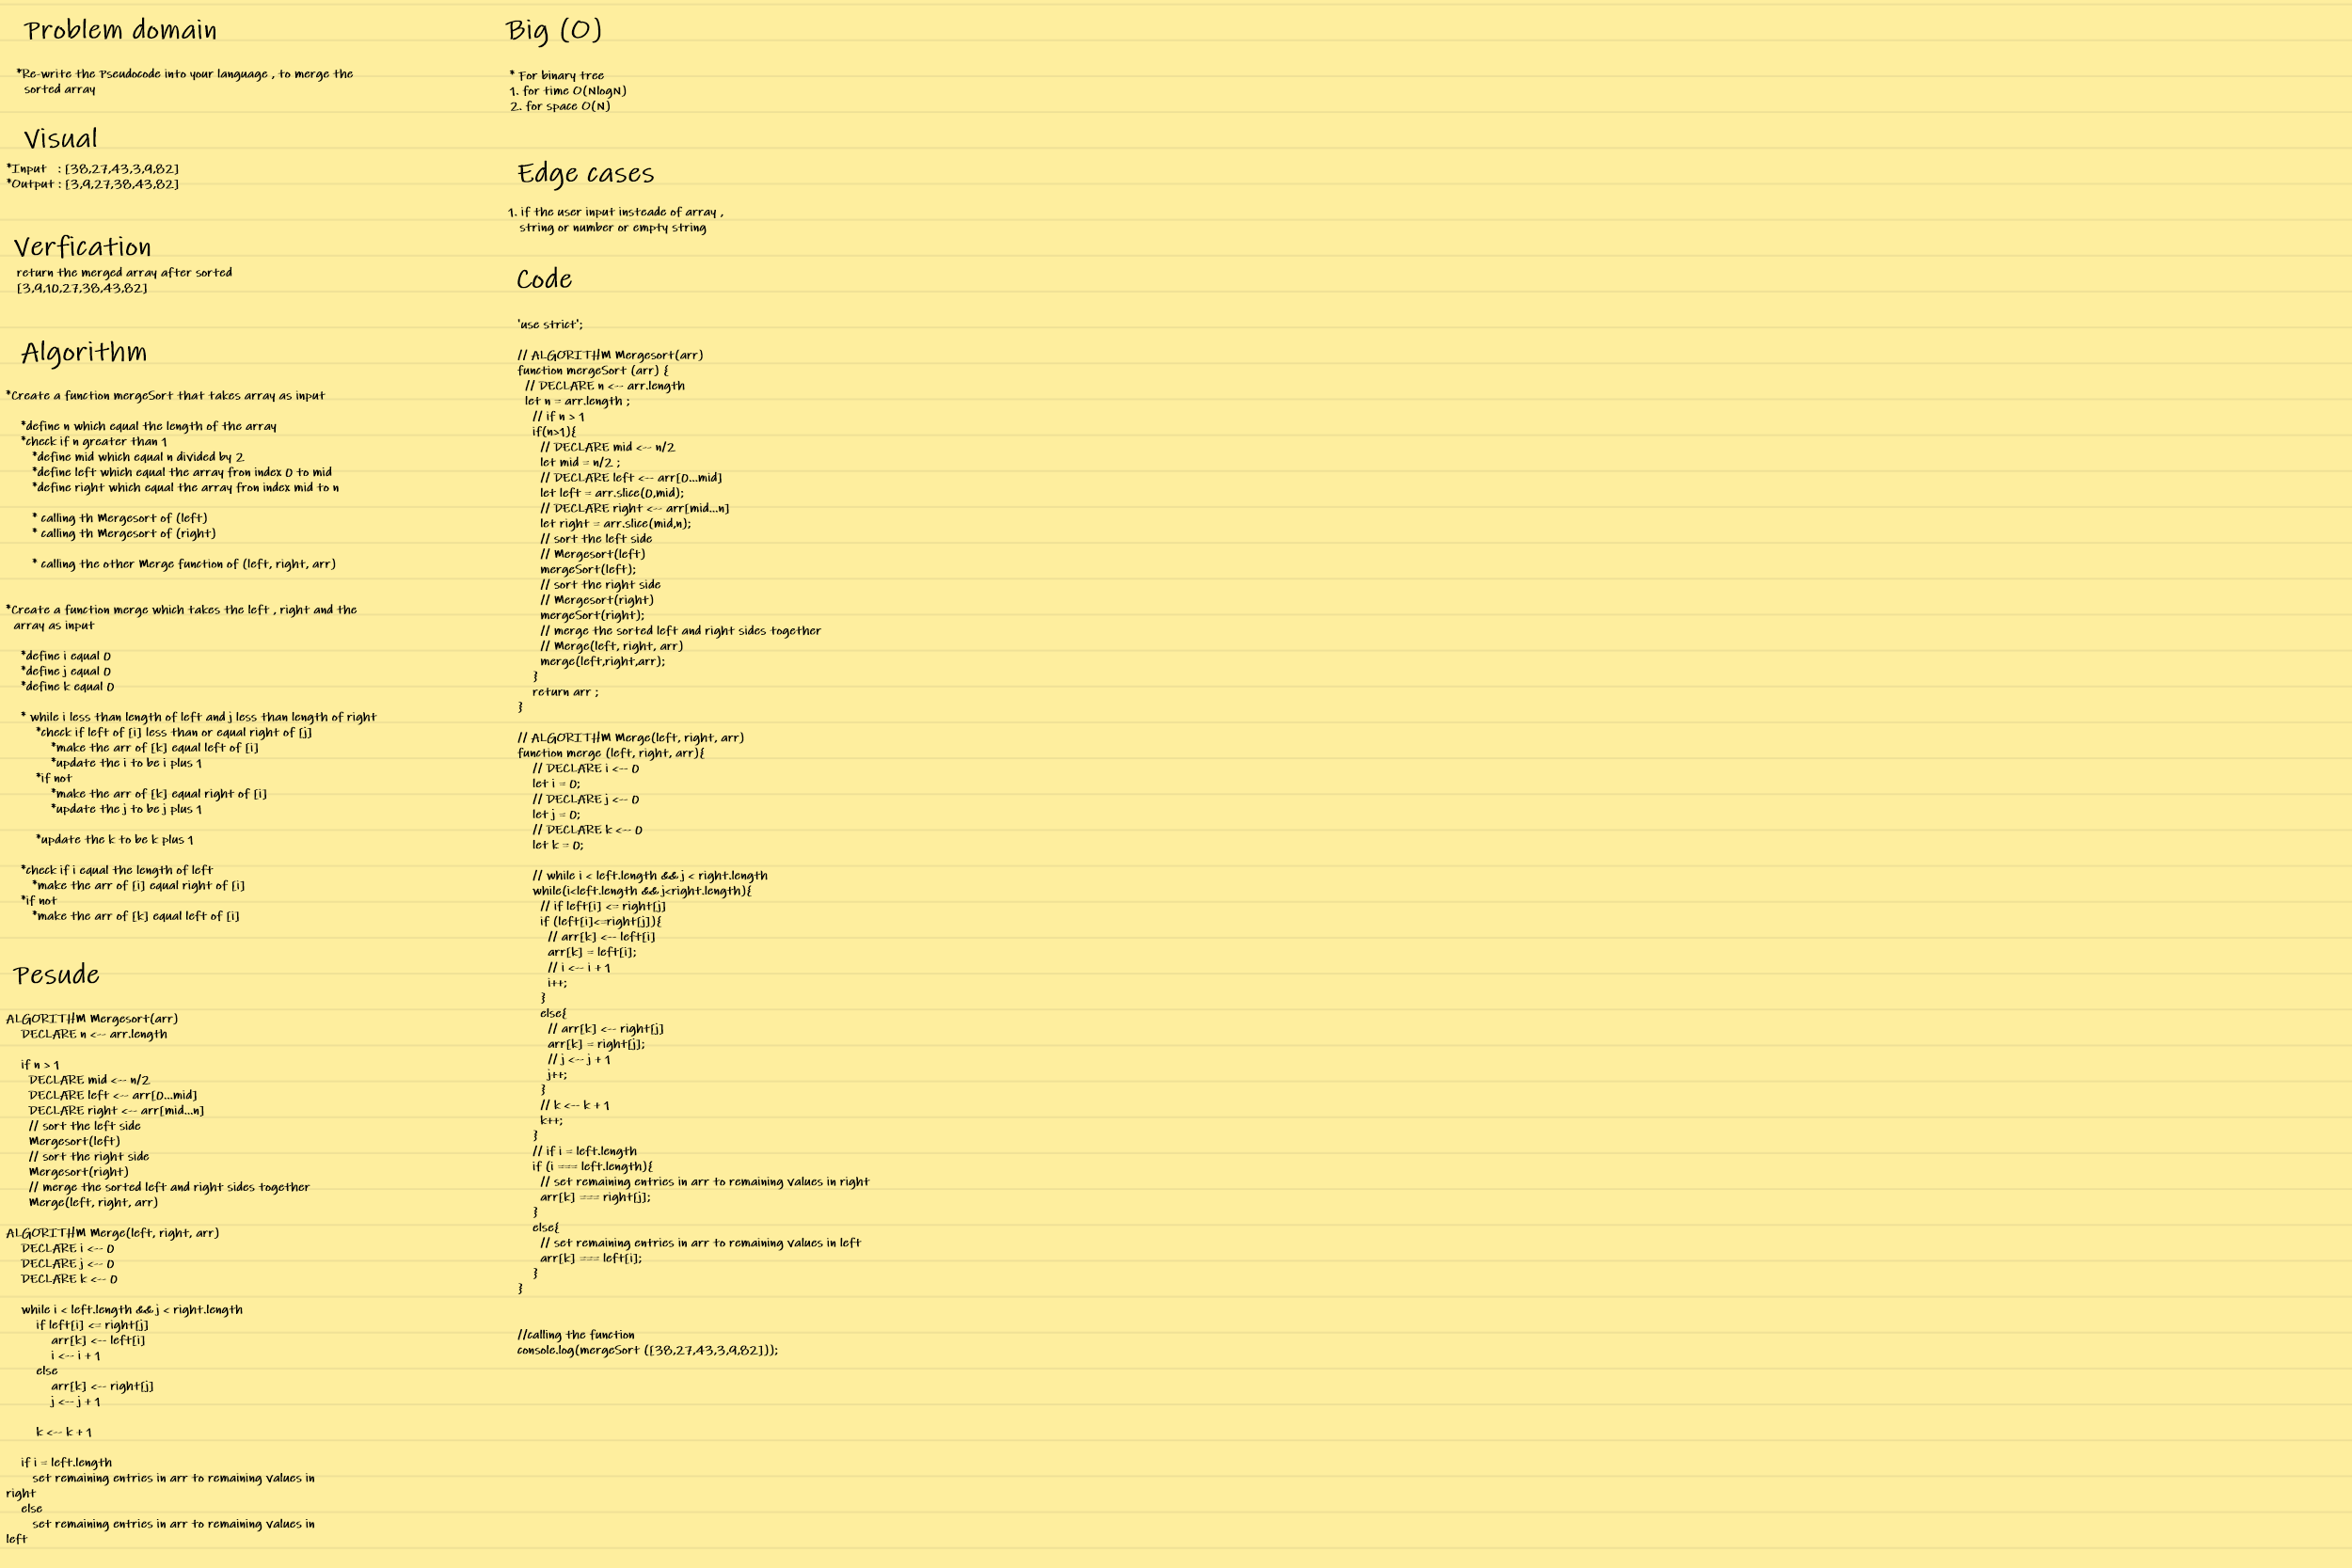 Problem domain
*Re-write the Pseudocode into your language , to merge the
sorted array
Visual
*Input : [38,27,43,3,9,82]
*Output : [3,9,27,38,43,82]
Verfication
return the merged array after sorted
[3,9,10,27,38,43,82]
Algorithm
*Create a function mergeSort that takes array as input
*define n which equal the length of the array
*check if n greater than 1
*define mid which equal n divided by 2
*define left which equal the array fron index 0 to mid
*define right which equal the array fron index mid to n
* calling th Mergesort of (left)
* calling th Mergesort of (right)
* calling the other Merge function of (left, right, arr)
*Create a function merge which takes the left , right and the
array as input
*define i equal 0
*define j equal 0
*define k equal 0
* while i less than length of left and j less than length of right
*check if left of [i] less than or equal right of [j]
*make the arr of [k] equal left of [i]
*update the i to be i plus 1
*if not
*make the arr of [k] equal right of [i]
*update the j to be j plus 1
*update the k to be k plus 1
*check if i equal the length of left
*make the arr of [i] equal right of [i]
*if not
*make the arr of [k] equal left of [i]
Pesude
ALGORITHM Mergesort(arr)
DECLARE n <-- arr.length
if n > 1
DECLARE mid <-- n/2
DECLARE left <-- arr[0...mid]
DECLARE right <-- arr[mid...n]
// sort the left side
Mergesort(left)
// sort the right side
Mergesort(right)
// merge the sorted left and right sides together
Merge(left, right, arr)
ALGORITHM Merge(left, right, arr)
DECLARE i <-- 0
DECLARE j <-- 0
DECLARE k <-- 0
while i < left.length && j < right.length
if left[i] <= right[j]
arr[k] <-- left[i]
i <-- i + 1
else
arr[k] <-- right[j]
j <-- j + 1
k <-- k + 1
if i = left.length
set remaining entries in arr to remaining values in
right
else
set remaining entries in arr to remaining values in
left
Big (O)
* For binary tree
1. for time O(NlogN)
2. for space O(N)
Edge cases
1. if the user input insteade of array ,
string or number or empty string
Code
'use strict';
// ALGORITHM Mergesort(arr)
function mergeSort (arr) {
// DECLARE n <-- arr.length
let n = arr.length ;
// if n > 1
if(n>1){
// DECLARE mid <-- n/2
let mid = n/2 ;
// DECLARE left <-- arr[0...mid]
let left = arr.slice(0,mid);
// DECLARE right <-- arr[mid...n]
let right = arr.slice(mid,n);
// sort the left side
// Mergesort(left)
mergeSort(left);
// sort the right side
// Mergesort(right)
mergeSort(right);
// merge the sorted left and right sides together
// Merge(left, right, arr)
merge(left,right,arr);
}
return arr ;
}
// ALGORITHM Merge(left, right, arr)
function merge (left, right, arr){
// DECLARE i <-- 0
let i = 0;
// DECLARE j <-- 0
let j = 0;
// DECLARE k <-- 0
let k = 0;
// while i < left.length && j < right.length
while(i<left.length && j<right.length){
// if left[i] <= right[j]
if (left[i]<=right[j]){
// arr[k] <-- left[i]
arr[k] = left[i];
// i <-- i + 1
i++;
}
else{
// arr[k] <-- right[j]
arr[k] = right[j];
// j <-- j + 1
j++;
}
// k <-- k + 1
k++;
}
// if i = left.length
if (i === left.length){
// set remaining entries in arr to remaining values in right
arr[k] === right[j];
}
else{
// set remaining entries in arr to remaining values in left
arr[k] === left[i];
}
}
//calling the function
console.log(mergeSort ([38,27,43,3,9,82]));